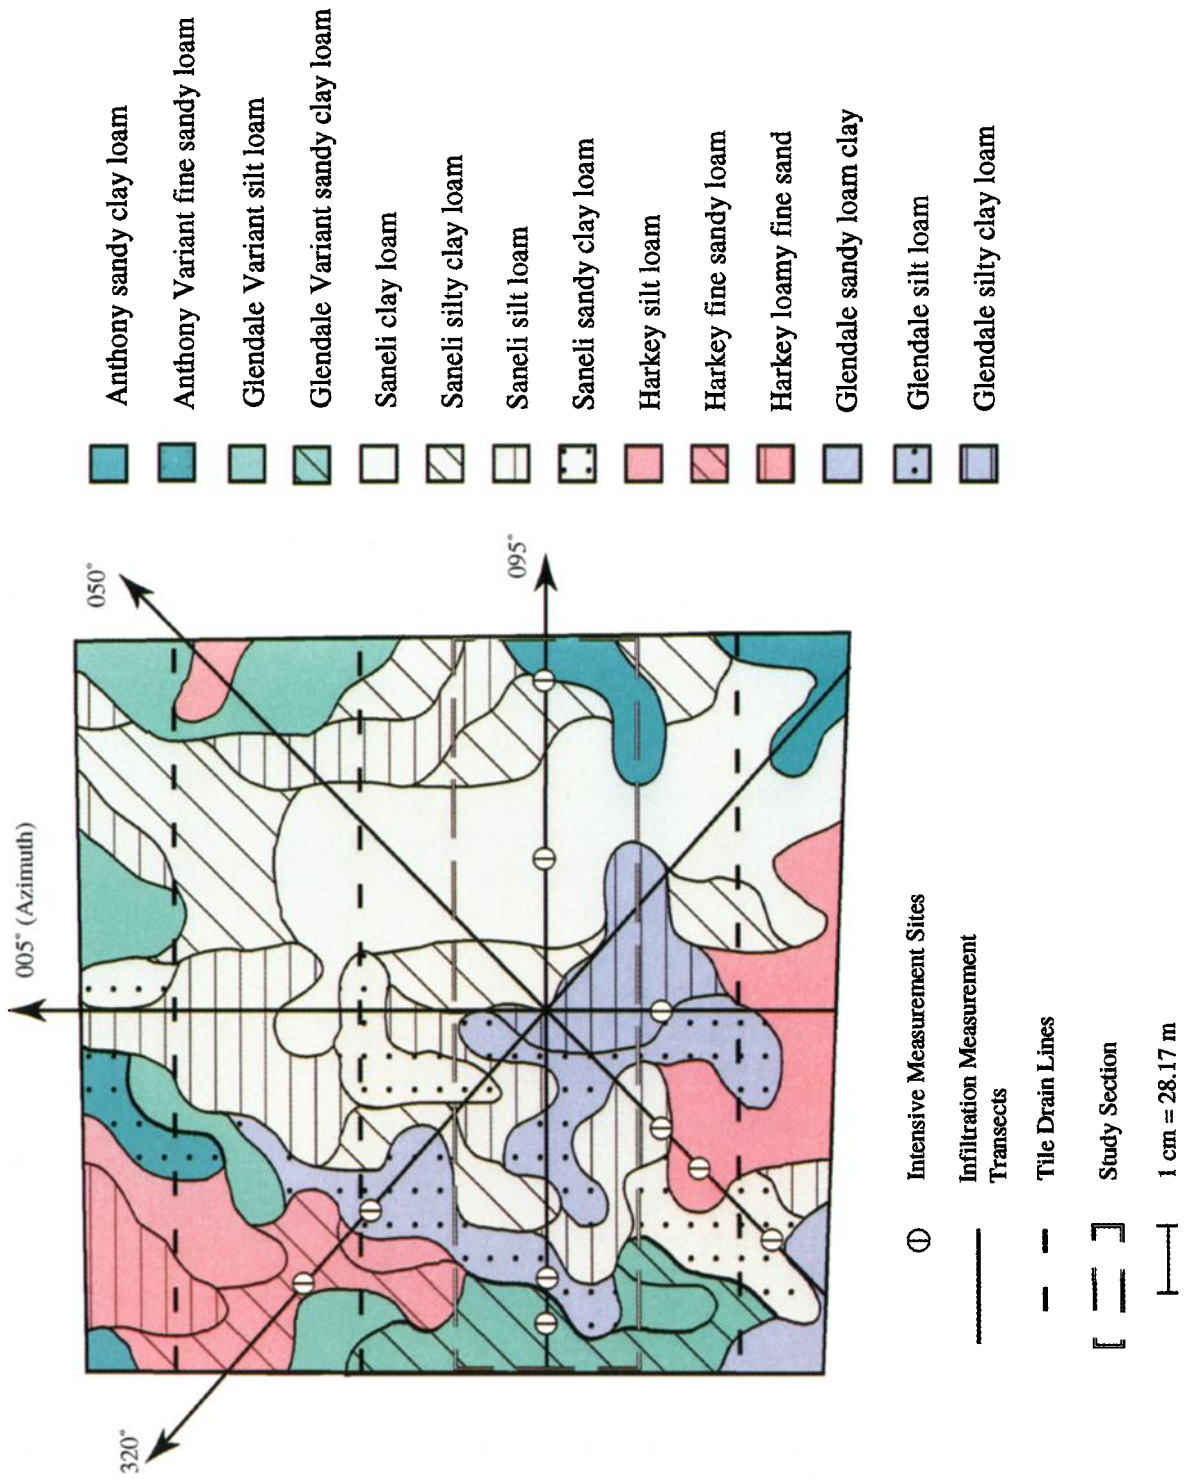 005° (Azimuth)
050°
095°
320°
Anthony sandy clay loam
Anthony Variant fine sandy loam
Glendale Variant silt loam
Glendale Variant sandy clay loam
Saneli clay loam
Saneli silty clay loam
Saneli silt loam
Saneli sandy clay loam
Harkey silt loam
Harkey fine sandy loam
Harkey loamy fine sand
Glendale sandy loam clay
Glendale silt loam
Glendale silty clay loam
Intensive Measurement Sites
Infiltration Measurement
Transects
Tile Drain Lines
Study Section
1 cm = 28.17 m